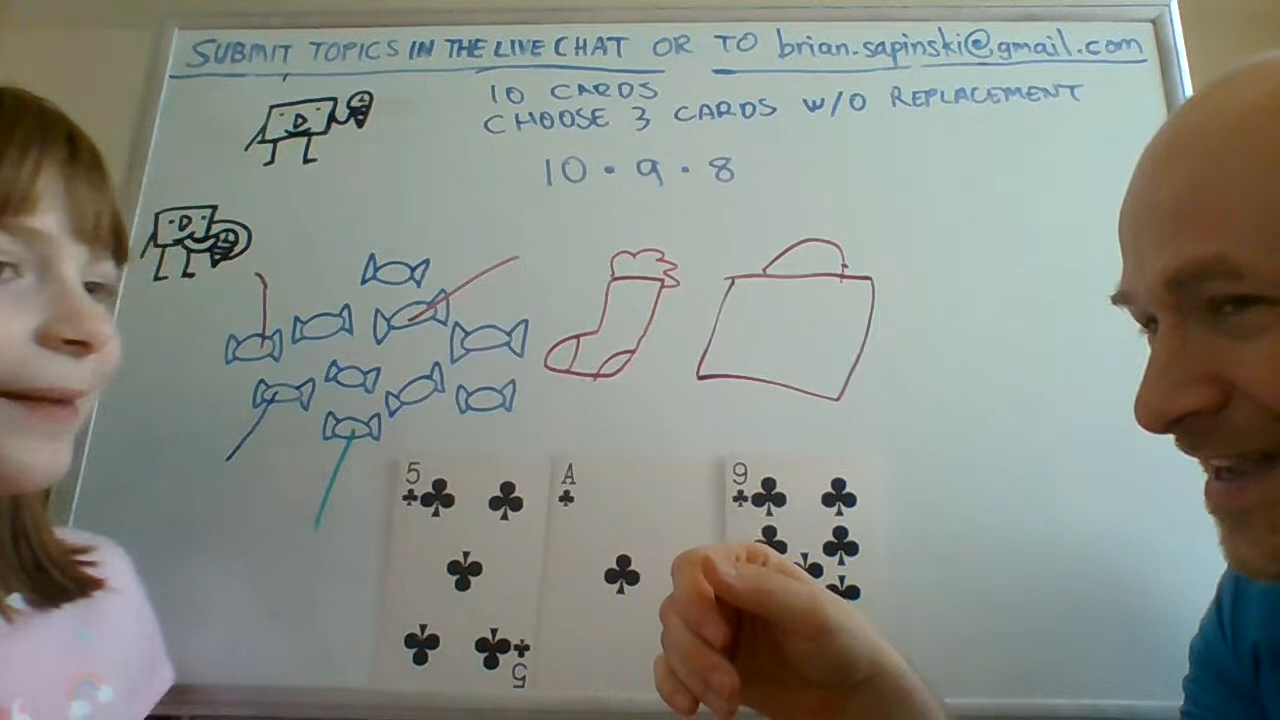 SUBMIT TOPICS IN THE LIVE CHAT OR TO brian.sapinski@gmail.com
10 CARDS
CHOOSE 3 CARDS W/O REPLACEMENT
10 • 9 • 8
D
D
5 A 9
5